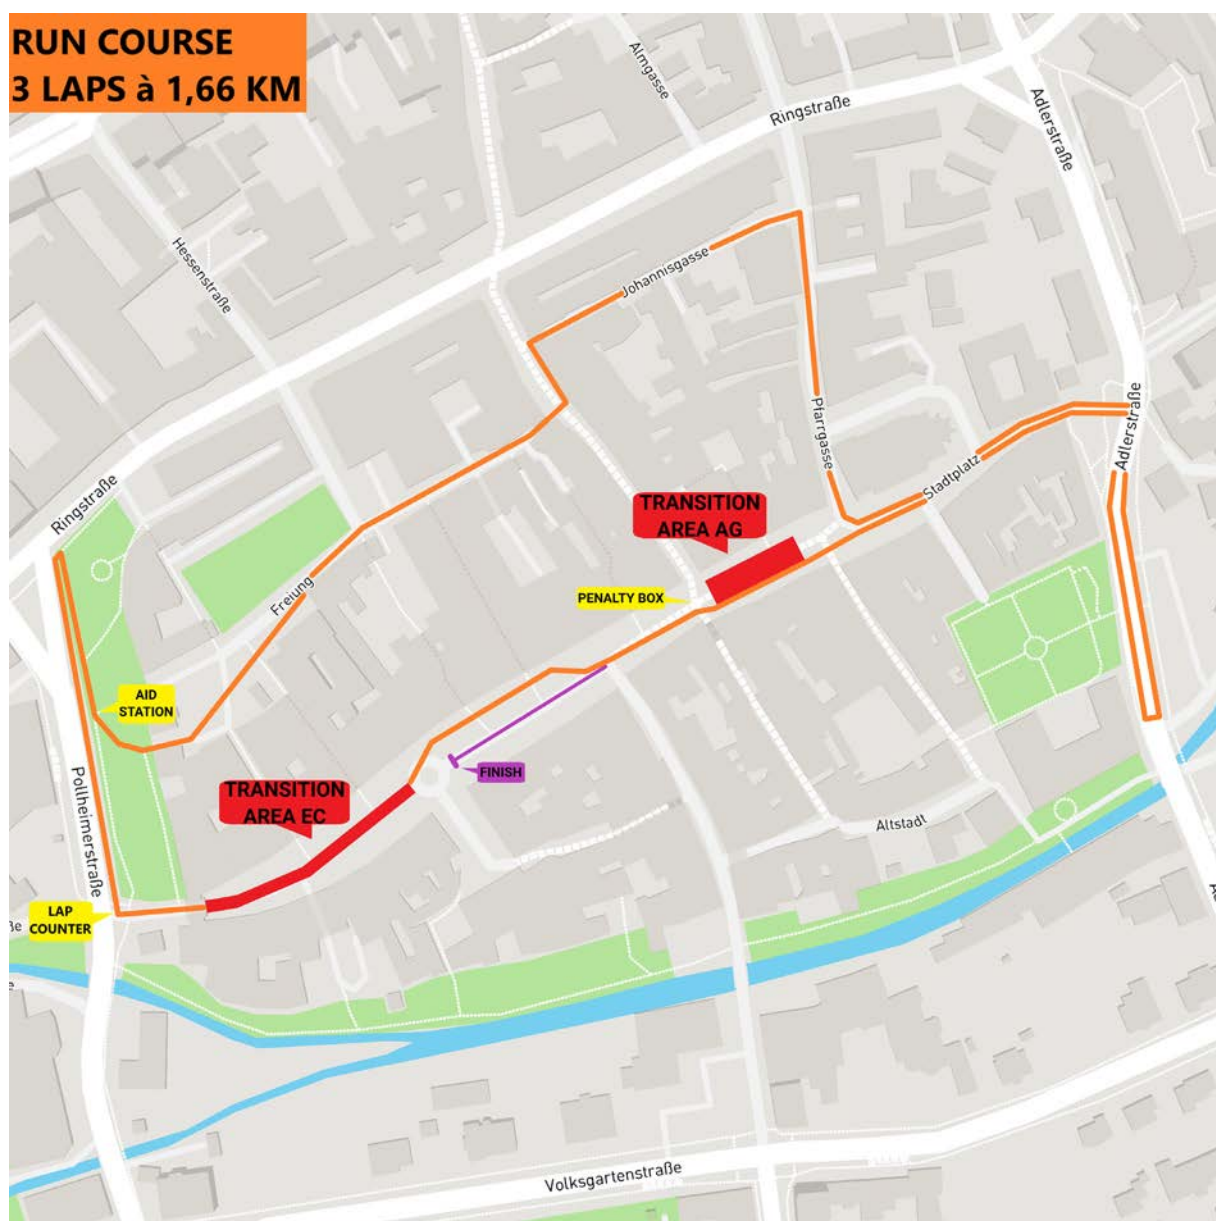 RUN COURSE
3 LAPS à 1,66 KM
Almgasse
Ringstraße
Adlerstraße
Hessenstraße
Johannisgasse
Pfarrgasse
Adlerstraße
Stadtplatz
Ringstraße
TRANSITION
AREA AG
Freiung
PENALTY BOX
AID
STATION
FINISH
TRANSITION
AREA EC
Pollheimerstraße
Altstadt
LAP
COUNTER
Volksgartenstraße